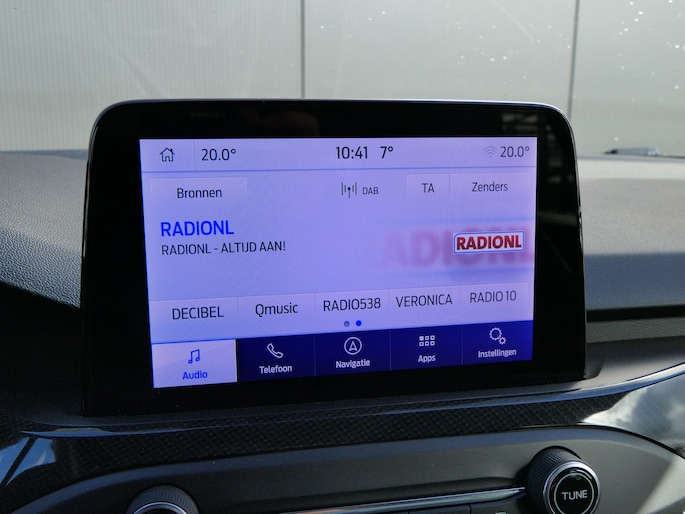 20.0° 10:41 7° 20.0°
Bronnen DAB TA Zenders
RADIONL
RADIONL - ALTIJD AAN!
RADIONL
RADIONL
DECIBEL Qmusic RADIO538 VERONICA RADIO 10
Audio Telefoon Navigatie Apps Instellingen
TUNE